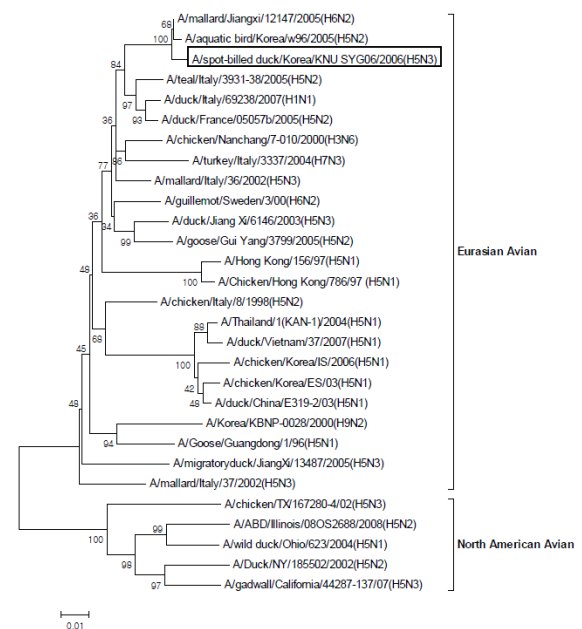 A/mallard/Jiangxi/12147/2005(H6N2)
68
A/aquatic bird/Korea/w96/2005(H5N2)
100
A/spot-billed duck/Korea/KNU SYG06/2006(H5N3)
84
A/teal/Italy/3931-38/2005(H5N2)
97
A/duck/Italy/69238/2007(H1N1)
93
A/duck/France/05057b/2005(H5N2)
36
A/chicken/Nanchang/7-010/2000(H3N6)
86
A/turkey/Italy/3337/2004(H7N3)
77
A/mallard/Italy/36/2002(H5N3)
A/guillemot/Sweden/3/00(H6N2)
36
34
A/duck/Jiang Xi/6146/2003(H5N3)
99
A/goose/Gui Yang/3799/2005(H5N2)
Eurasian Avian
A/Hong Kong/156/97(H5N1)
48
100
A/Chicken/Hong Kong/786/97 (H5N1)
A/chicken/Italy/8/1998(H5N2)
68
A/Thailand/1(KAN-1)/2004(H5N1)
88
A/duck/Vietnam/37/2007(H5N1)
45
100
A/chicken/Korea/IS/2006(H5N1)
A/chicken/Korea/ES/03(H5N1)
42
48
A/duck/China/E319-2/03(H5N1)
48
A/Korea/KBNP-0028/2000(H9N2)
94
A/Goose/Guangdong/1/96(H5N1)
A/migratoryduck/JiangXi/13487/2005(H5N3)
A/mallard/Italy/37/2002(H5N3)
A/chicken/TX/167280-4/02(H5N3)
100
A/ABD/Illinois/08OS2688/2008(H5N2)
99
A/wild duck/Ohio/623/2004(H5N1)
North American Avian
98
A/Duck/NY/185502/2002(H5N2)
97
A/gadwall/California/44287-137/07(H5N3)
0.01